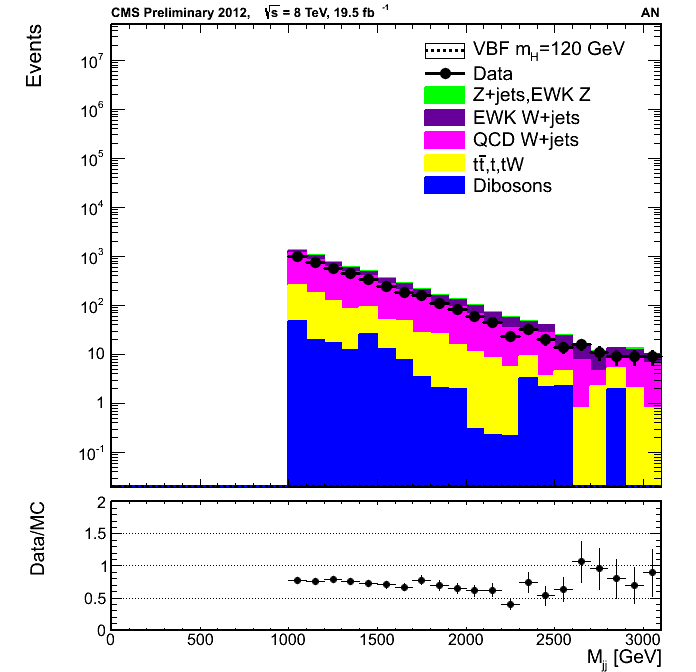 CMS Preliminary 2012, √s = 8 TeV, 19.5 fb⁻¹ AN
Events
VBF m_H=120 GeV
Data
Z+jets,EWK Z
EWK W+jets
QCD W+jets
tt̄,t,tW
Dibosons
10⁷
10⁶
10⁵
10⁴
10³
10²
10
1
10⁻¹
Data/MC
2
1.5
1
0.5
0
0 500 1000 1500 2000 2500 3000
M_jj [GeV]